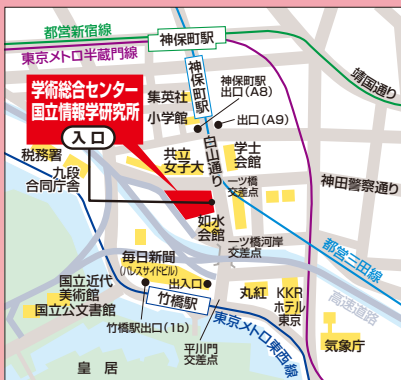 都営新宿線
東京メトロ半蔵門線
神保町駅
靖国通り
学術総合センター
国立情報学研究所
入口
神保町駅
集英社
小学館
神保町駅
出口(A8)
出口(A9)
白山通り
税務署
九段
合同庁舎
共立
女子大
学士
会館
一ツ橋
交差点
神田警察通り
如水
会館
一ツ橋河岸
交差点
都営三田線
毎日新聞
(パレスサイドビル)
国立近代
美術館
国立公文書館
出入口
竹橋駅
竹橋駅出口(1b)
丸紅
KKR
ホテル
東京
高速道路
東京メトロ東西線
平川門
交差点
気象庁
皇居